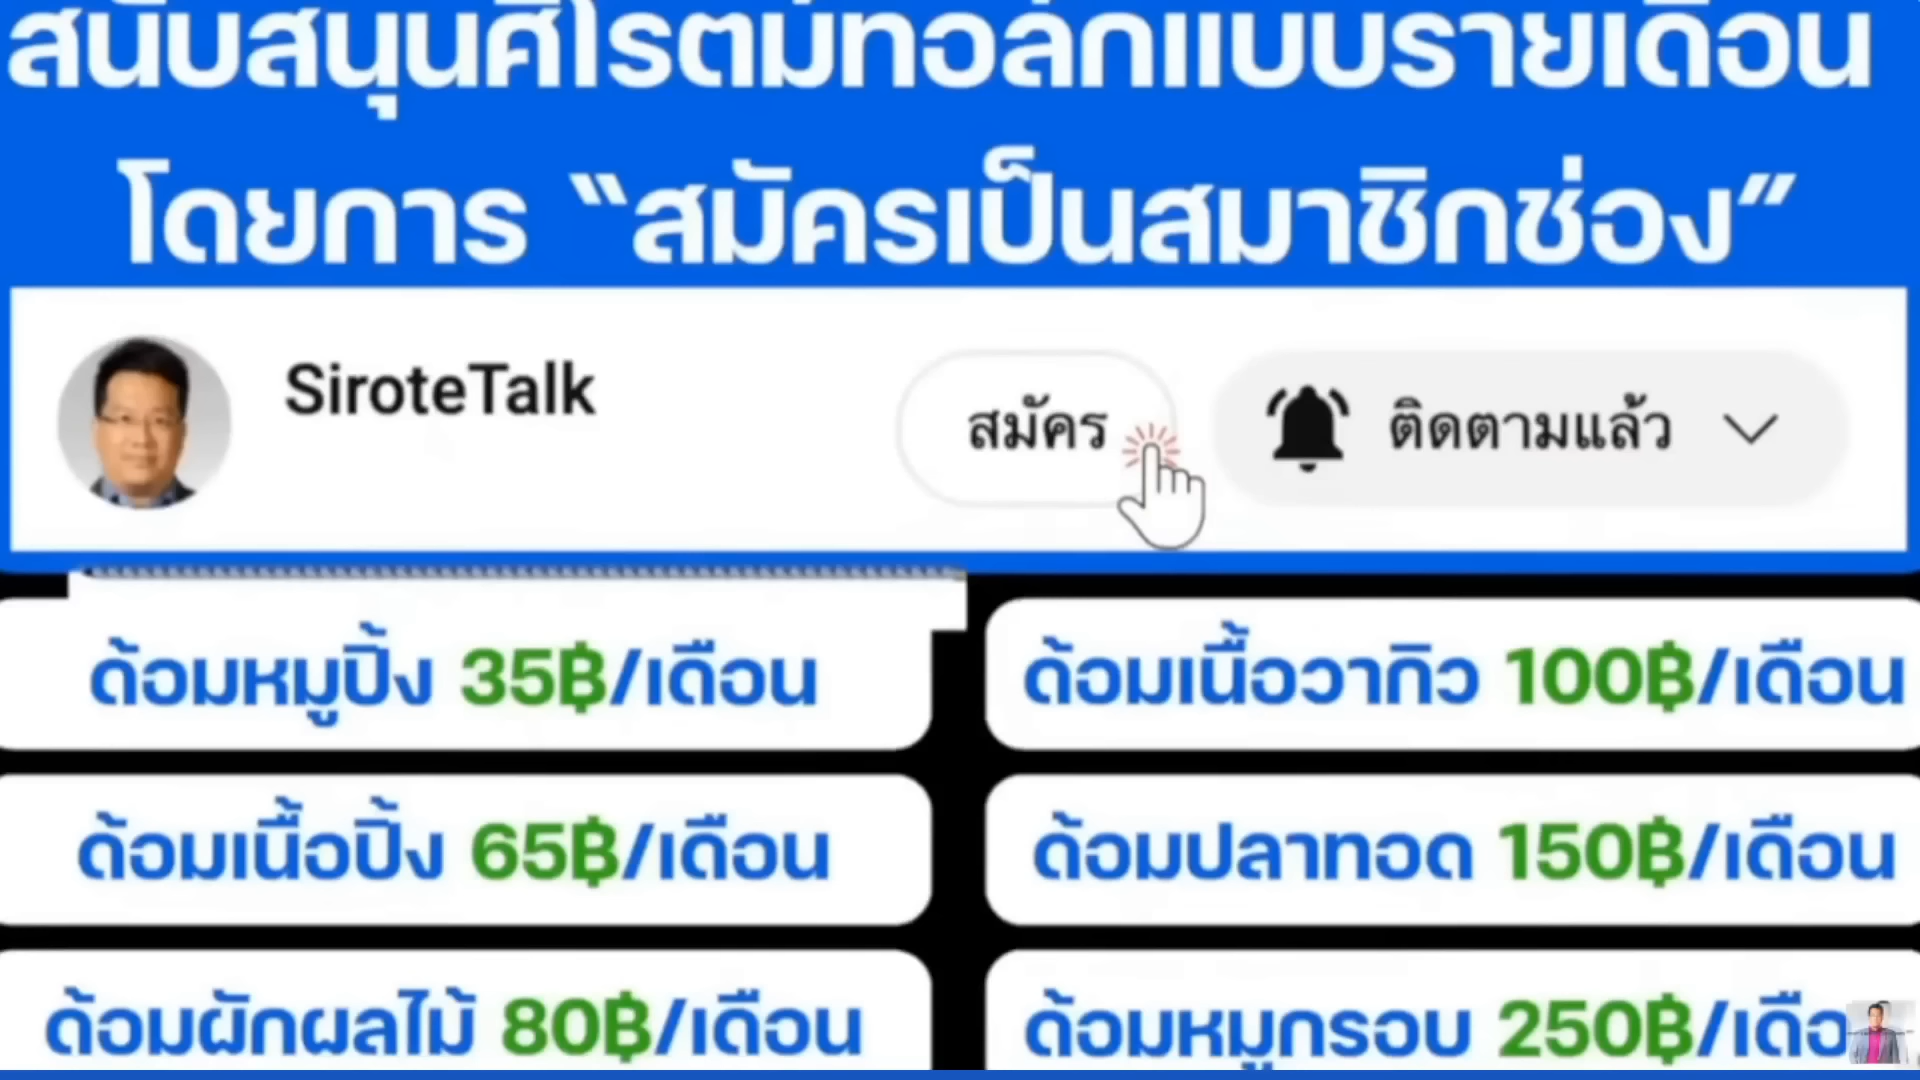 สนับสนุนศิโรตม์ทอล์กแบบรายเดือน
โดยการ “สมัครเป็นสมาชิกช่อง”
SiroteTalk
สมัคร
ติดตามแล้ว
ด้อมหมูปิ้ง 35฿/เดือน
ด้อมเนื้อวากิว 100฿/เดือน
ด้อมเนื้อปิ้ง 65฿/เดือน
ด้อมปลาทอด 150฿/เดือน
ด้อมผักผลไม้ 80฿/เดือน
ด้อมหมูกรอบ 250฿/เดือ